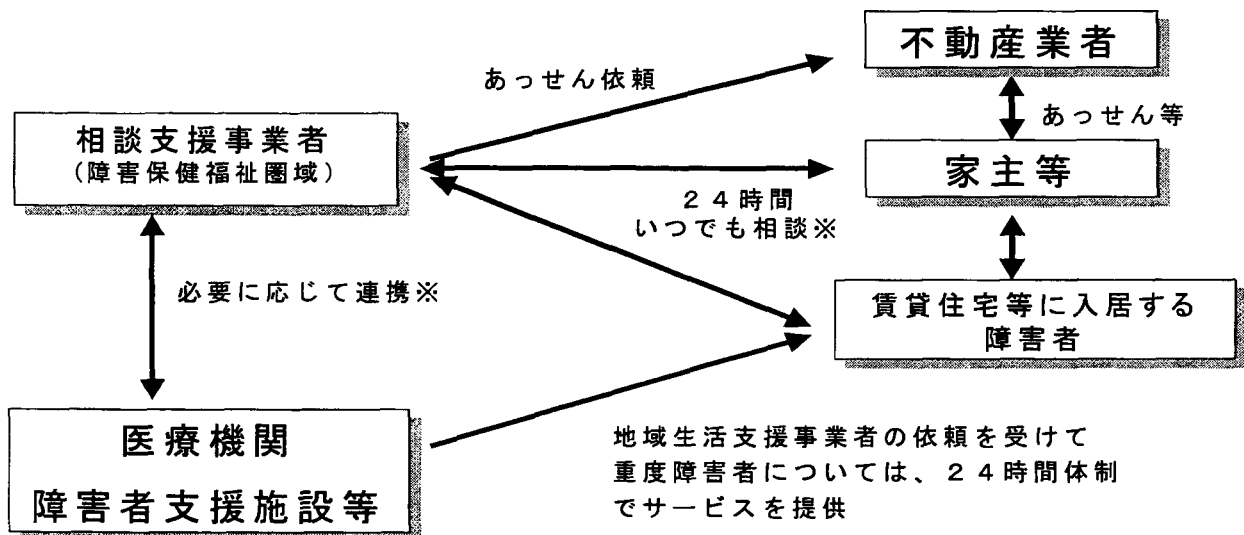 不動産業者
あっせん依頼
あっせん等
相談支援事業者
(障害保健福祉圏域)
家主等
24時間
いつでも相談※
必要に応じて連携※
賃貸住宅等に入居する
障害者
医療機関
障害者支援施設等
地域生活支援事業者の依頼を受けて
重度障害者については、24時間体制
でサービスを提供